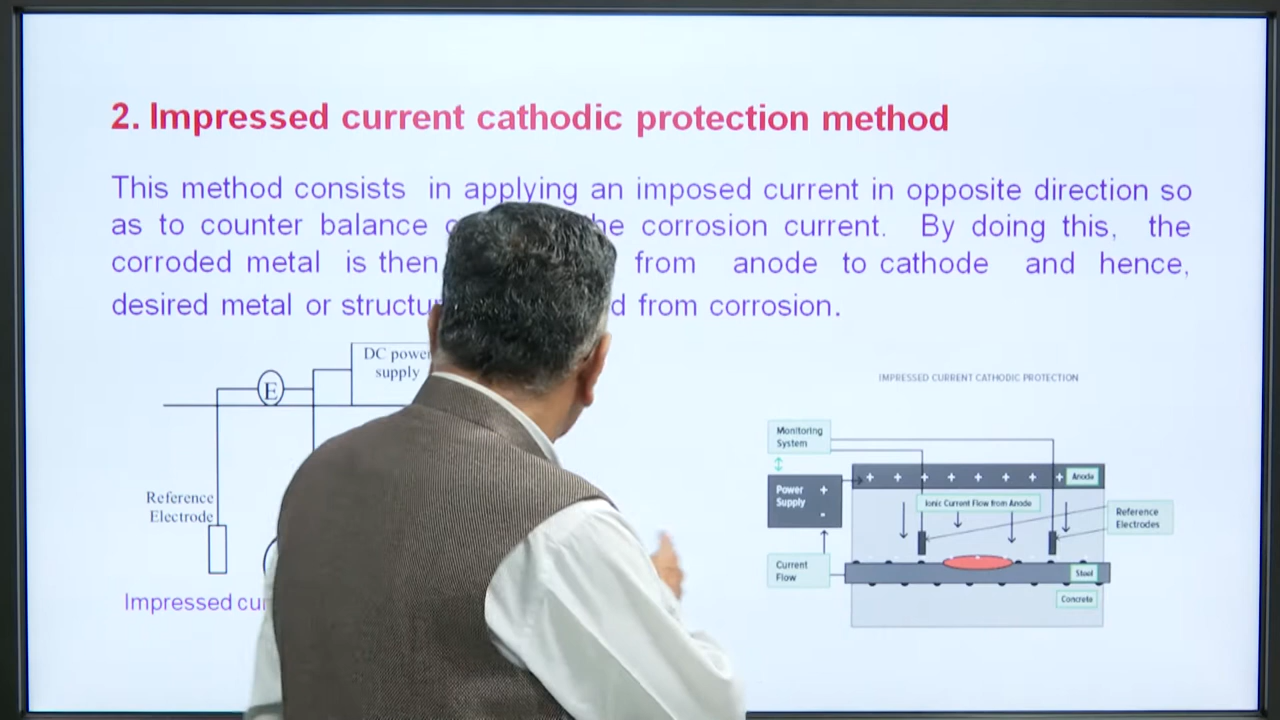 2. Impressed current cathodic protection method
This method consists in applying an imposed current in opposite direction so
as to counter balance the corrosion current. By doing this, the
corroded metal is then from anode to cathode and hence,
desired metal or from corrosion.
DC power
supply
E
Reference
Electrode
Impressed
IMPRESSED CURRENT CATHODIC PROTECTION
Monitoring
System
Power +
Supply -
+ + + + + + + +
Anode
Ionic Current Flow from Anode
Reference
Electrodes
Current
Flow
Steel
Concrete